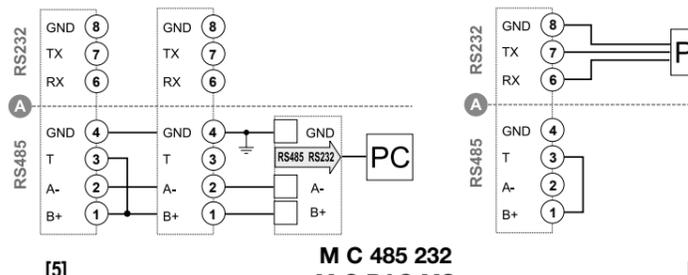 RS232
GND 8
TX 7
RX 6
GND 8
TX 7
RX 6
A
RS485
GND 4
T 3
A- 2
B+ 1
GND 4
T 3
A- 2
B+ 1
GND
RS485 RS232
A-
B+
PC
[5]
M C 485 232
RS232
GND 8
TX 7
RX 6
P
A
RS485
GND 4
T 3
A- 2
B+ 1